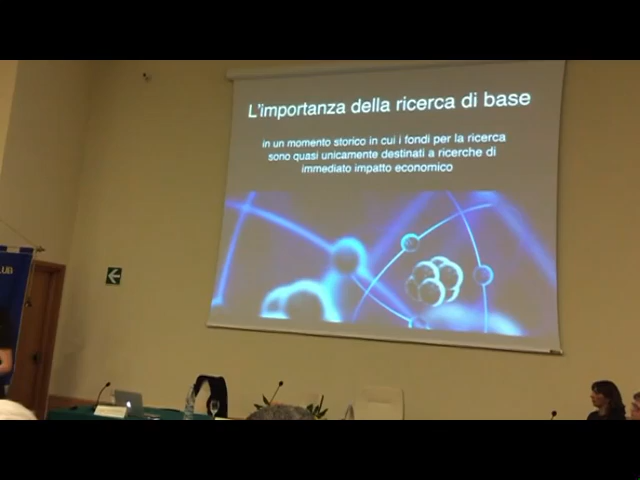 L'importanza della ricerca di base
in un momento storico in cui i fondi per la ricerca
sono quasi unicamente destinati a ricerche di
immediato impatto economico
LUB